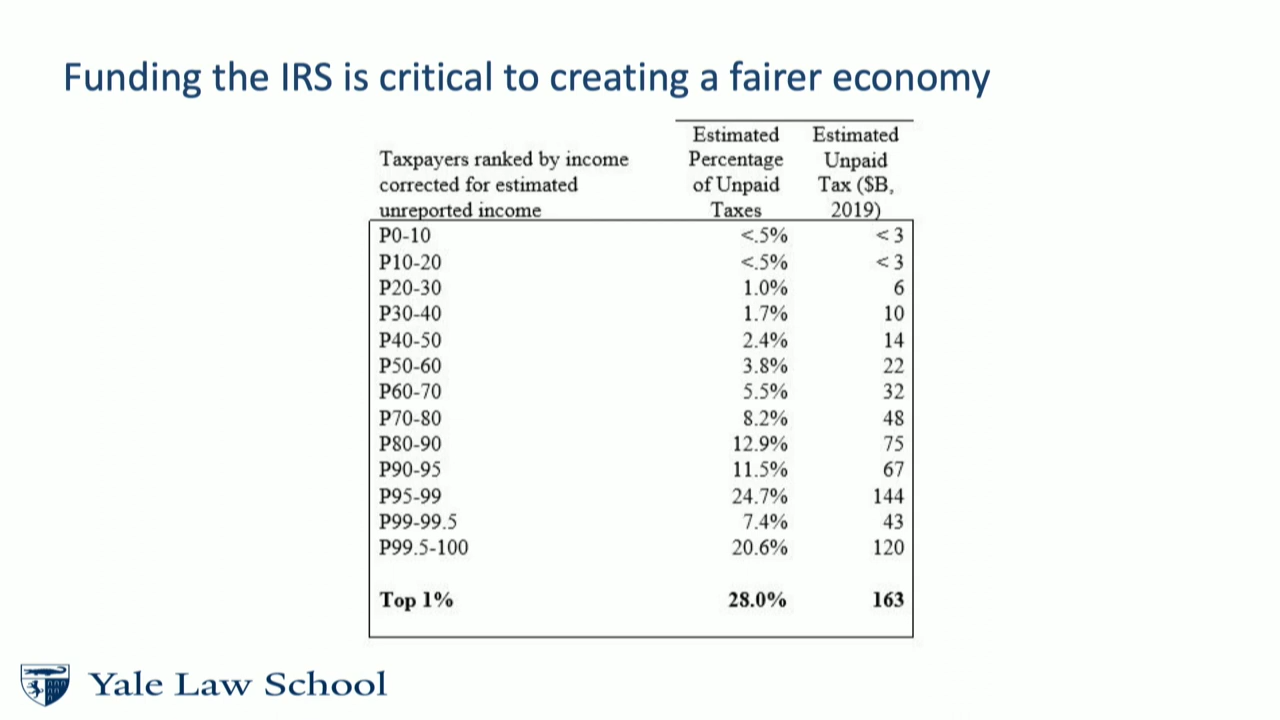 Funding the IRS is critical to creating a fairer economy
Taxpayers ranked by income corrected for estimated unreported income Estimated Percentage of Unpaid Taxes Estimated Unpaid Tax ($B, 2019)
P0-10 <.5% < 3
P10-20 <.5% < 3
P20-30 1.0% 6
P30-40 1.7% 10
P40-50 2.4% 14
P50-60 3.8% 22
P60-70 5.5% 32
P70-80 8.2% 48
P80-90 12.9% 75
P90-95 11.5% 67
P95-99 24.7% 144
P99-99.5 7.4% 43
P99.5-100 20.6% 120
Top 1% 28.0% 163
Yale Law School